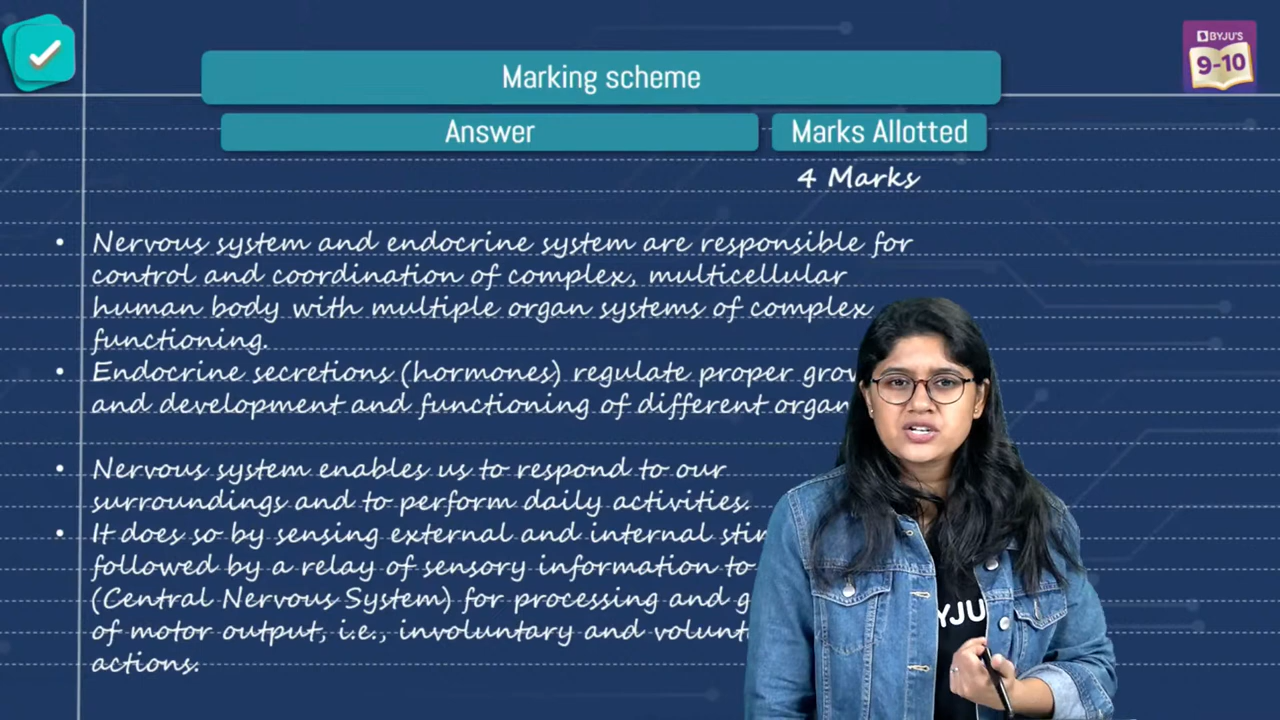 BYJU'S
9-10
Marking scheme
Answer
Marks Allotted
4 Marks
• Nervous system and endocrine system are responsible for
control and coordination of complex, multicellular
human body with multiple organ systems of complex
functioning.
• Endocrine secretions (hormones) regulate proper
and development and functioning of different
• Nervous system enables us to respond to our
surroundings and to perform daily activities.
• It does so by sensing external and internal
followed by a relay of sensory information to
(Central Nervous System) for processing and
of motor output, i.e., involuntary and
actions.
BYJU